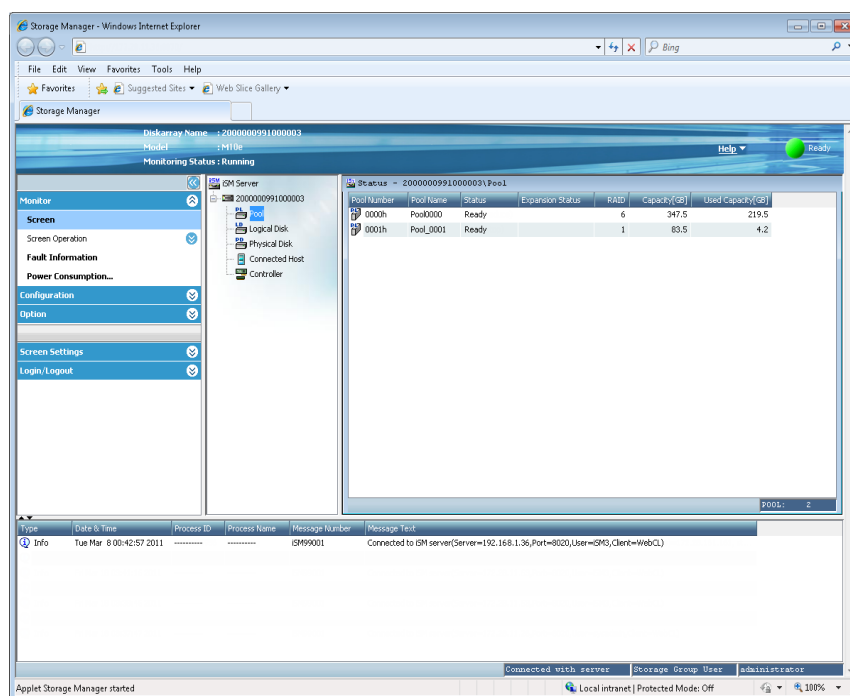 Storage Manager - Windows Internet Explorer
Bing
File Edit View Favorites Tools Help
Favorites Suggested Sites Web Slice Gallery
Storage Manager
Diskarray Name : 2000000991000003
Model : M10e
Monitoring Status : Running
Help
Ready
Monitor
Screen
Screen Operation
Fault Information
Power Consumption...
Configuration
Option
Screen Settings
Login/Logout
iSM Server
2000000991000003
PL Pool
LD Logical Disk
PD Physical Disk
Connected Host
Controller
Status - 2000000991000003\Pool
Pool Number Pool Name Status Expansion Status RAID Capacity[GB] Used Capacity[GB]
0000h Pool0000 Ready 6 347.5 219.5
0001h Pool_0001 Ready 1 83.5 4.2
POOL: 2
Type Date & Time Process ID Process Name Message Number Message Text
Info Tue Mar 8 00:42:57 2011 ---------- ---------- iSM99001 Connected to iSM server(Server=192.168.1.36,Port=8020,User=iSM3,Client=WebCL)
Connected with server Storage Group User administrator
Applet Storage Manager started
Local intranet | Protected Mode: Off
100%